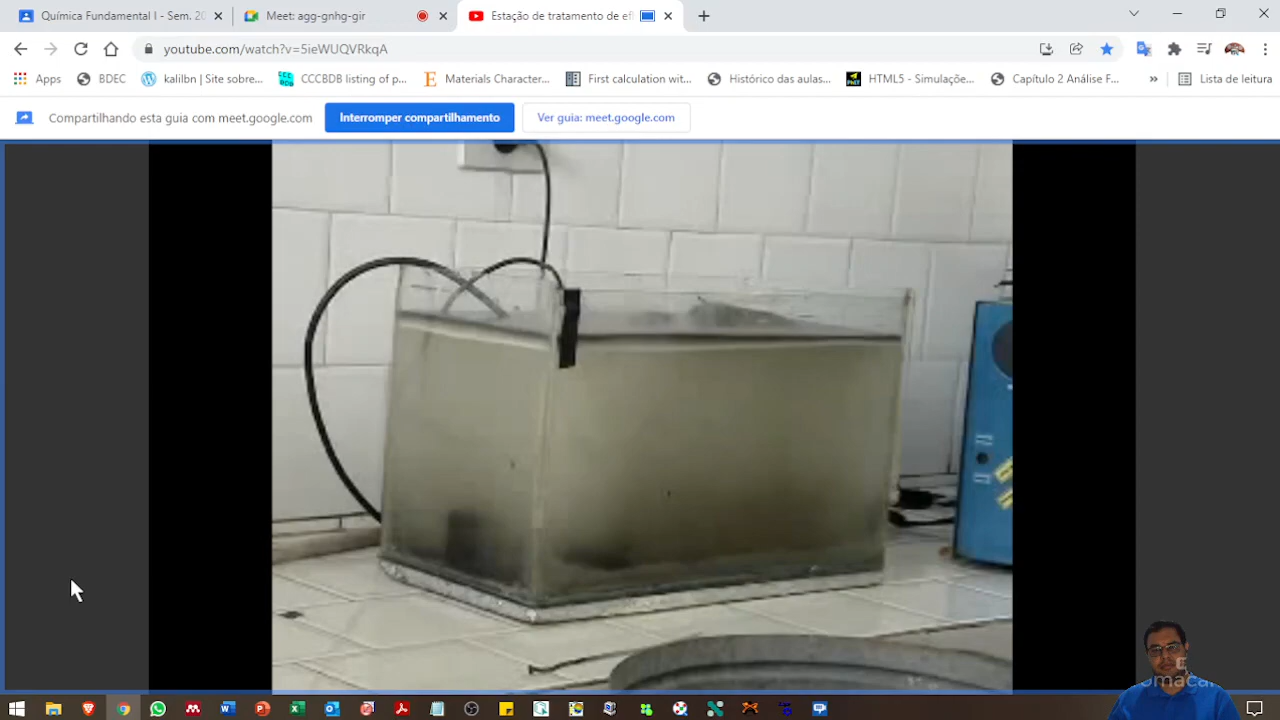 Química Fundamental I - Sem. 20
Meet: agg-gnhg-gir
Estação de tratamento de efl
youtube.com/watch?v=5ieWUQVRkqA
Apps
BDEC
kalilbn | Site sobre...
CCCBDB listing of p...
Materials Character...
First calculation wit...
Histórico das aulas...
HTML5 - Simulaçõe...
Capítulo 2 Análise F...
»
Lista de leitura
Compartilhando esta guia com meet.google.com
Interromper compartilhamento
Ver guia: meet.google.com